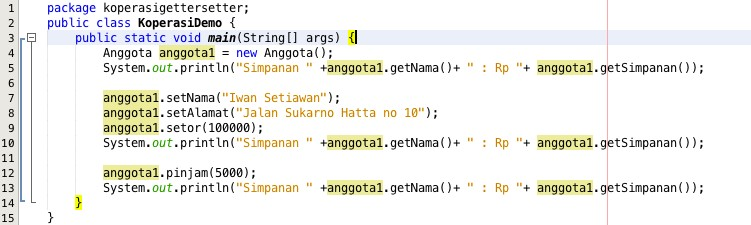 1 package koperasigettersetter;
2 public class KoperasiDemo {
3 public static void main(String[] args) {
4 Anggota anggota1 = new Anggota();
5 System.out.println("Simpanan " +anggota1.getNama()+ " : Rp "+ anggota1.getSimpanan());
6
7 anggota1.setNama("Iwan Setiawan");
8 anggota1.setAlamat("Jalan Sukarno Hatta no 10");
9 anggota1.setor(100000);
10 System.out.println("Simpanan " +anggota1.getNama()+ " : Rp "+ anggota1.getSimpanan());
11
12 anggota1.pinjam(5000);
13 System.out.println("Simpanan " +anggota1.getNama()+ " : Rp "+ anggota1.getSimpanan());
14 }
15 }